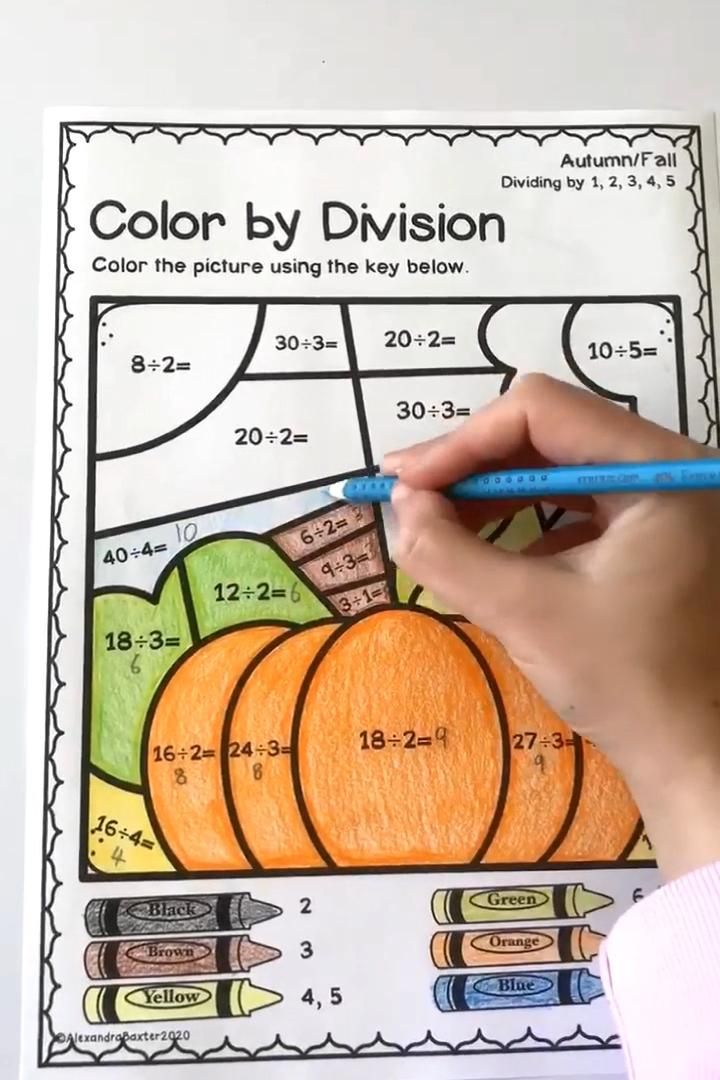 Autumn/Fall
Dividing by 1, 2, 3, 4, 5
Color by Division
Color the picture using the key below.
8÷2=
30÷3=
20÷2=
10÷5=
20÷2=
30÷3=
40÷4= 10
6÷2= 3
9÷3=
3÷1=
12÷2=6
18÷3=
6
16÷2=
8
24÷3=
8
18÷2=9
27÷3=
9
16÷4=
4
Black 2
Brown 3
Yellow 4, 5
Green 6
Orange
Blue
©AlexandraBaxter2020